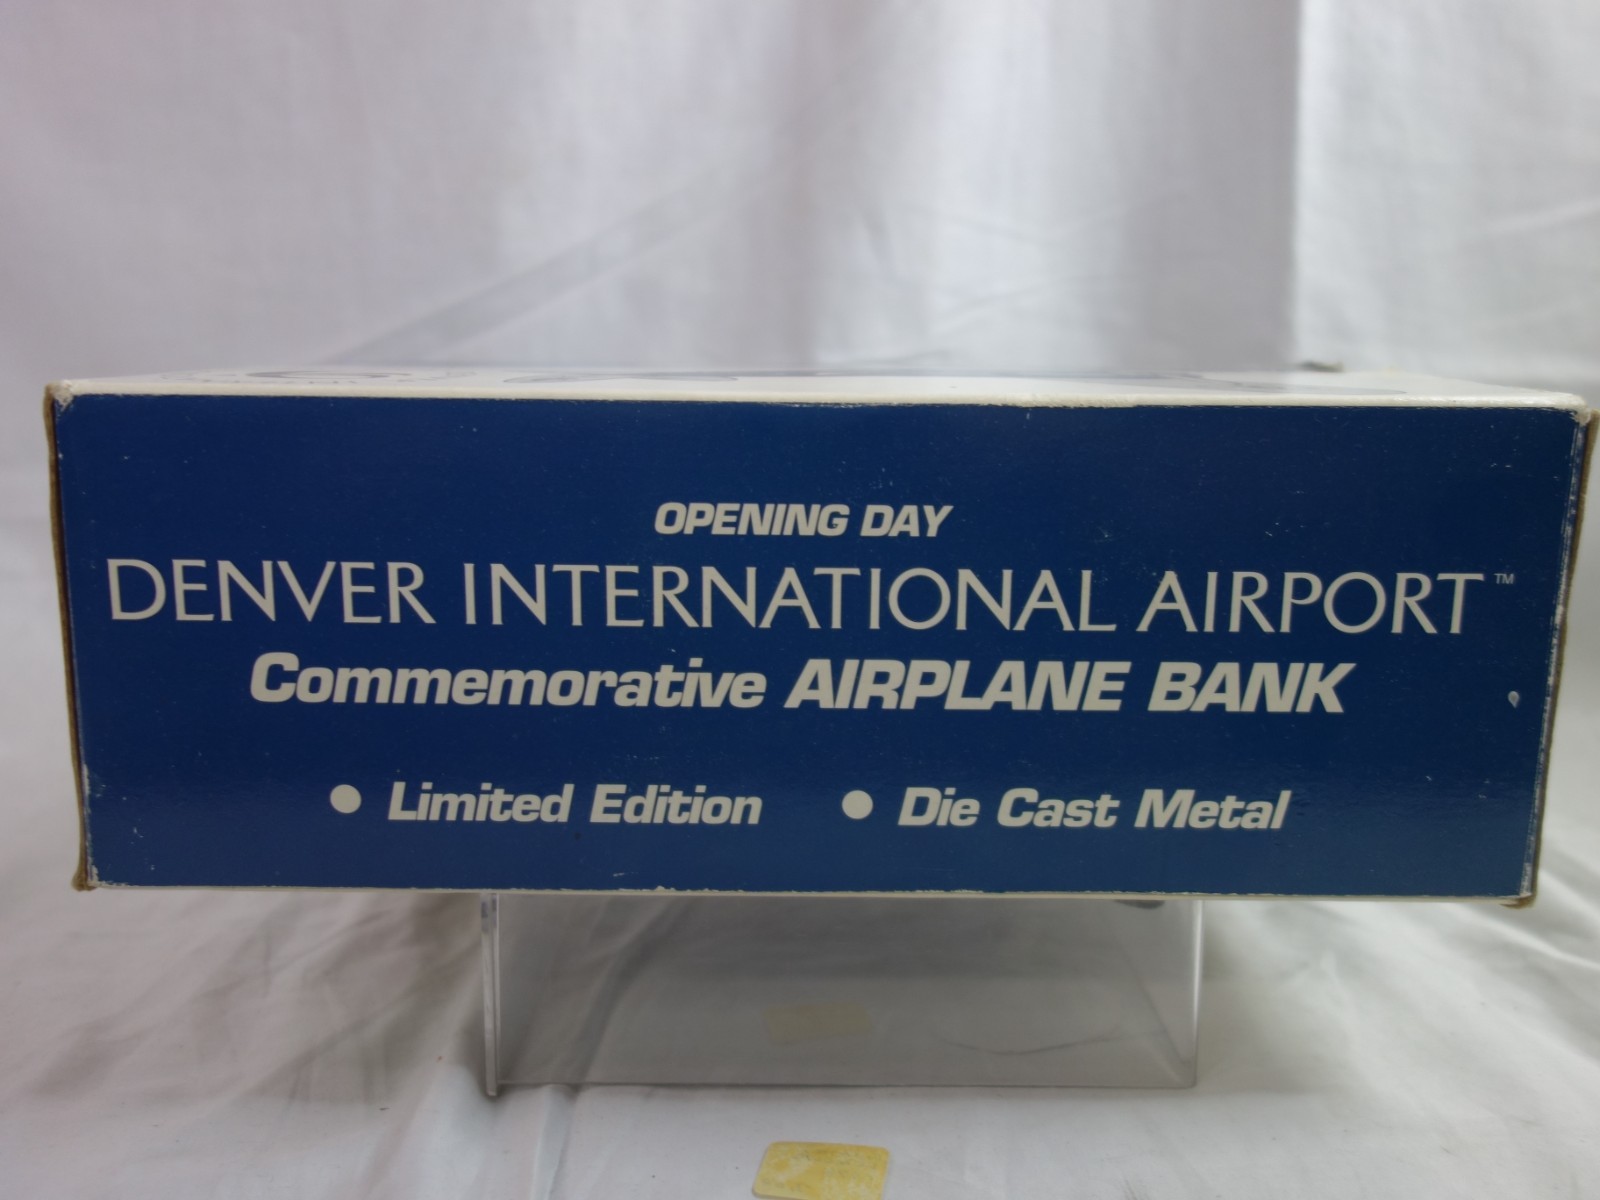 OPENING DAY
DENVER INTERNATIONAL AIRPORT™
Commemorative AIRPLANE BANK
● Limited Edition ● Die Cast Metal